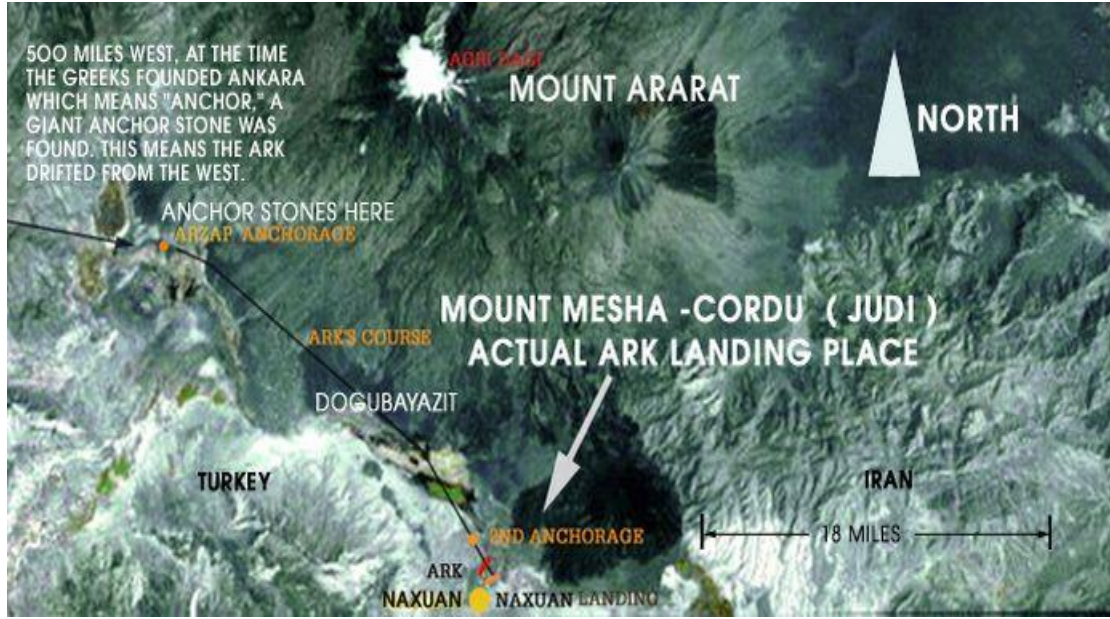 500 MILES WEST, AT THE TIME
THE GREEKS FOUNDED ANKARA
WHICH MEANS "ANCHOR," A
GIANT ANCHOR STONE WAS
FOUND. THIS MEANS THE ARK
DRIFTED FROM THE WEST.
AGRI DAGI
MOUNT ARARAT
NORTH
ANCHOR STONES HERE
ARZAP ANCHORAGE
MOUNT MESHA -CORDU ( JUDI )
ACTUAL ARK LANDING PLACE
ARK'S COURSE
DOGUBAYAZIT
TURKEY
IRAN
18 MILES
2ND ANCHORAGE
ARK
NAXUAN
NAXUAN LANDING